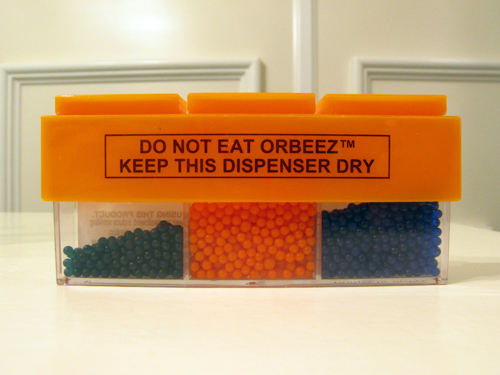 DO NOT EAT ORBEEZ™
KEEP THIS DISPENSER DRY
USING THIS PRODUCT.